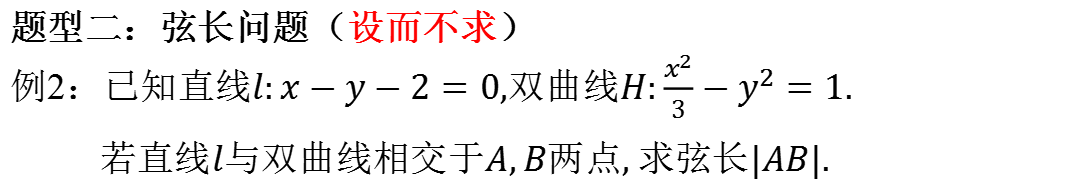 题型二：弦长问题（设而不求）
例2：已知直线l: x − y − 2 = 0,双曲线H: x²/3 − y² = 1.
若直线l与双曲线相交于A, B两点, 求弦长|AB|.